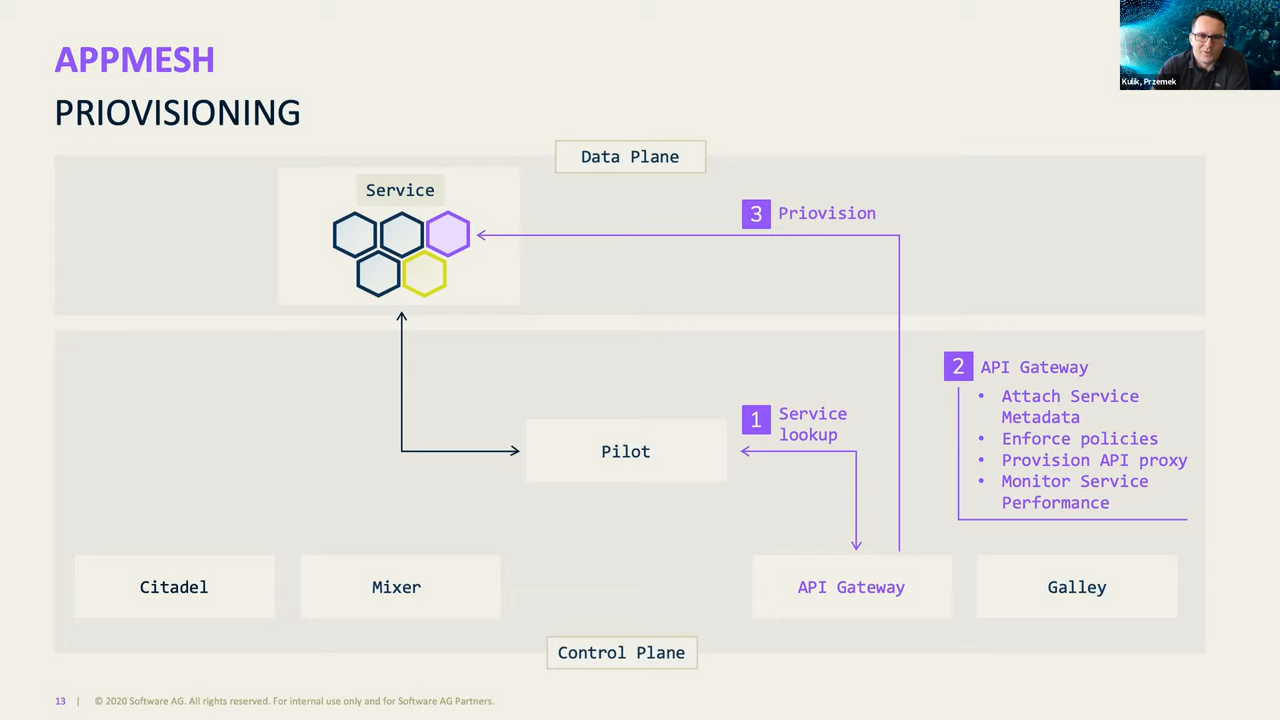 APPMESH
PRIOVISIONING
Kulik, Przemek
Data Plane
Service
3 Priovision
2 API Gateway
• Attach Service
Metadata
• Enforce policies
• Provision API proxy
• Monitor Service
Performance
1 Service
lookup
Pilot
Citadel
Mixer
API Gateway
Galley
Control Plane
13 | © 2020 Software AG. All rights reserved. For internal use only and for Software AG Partners.